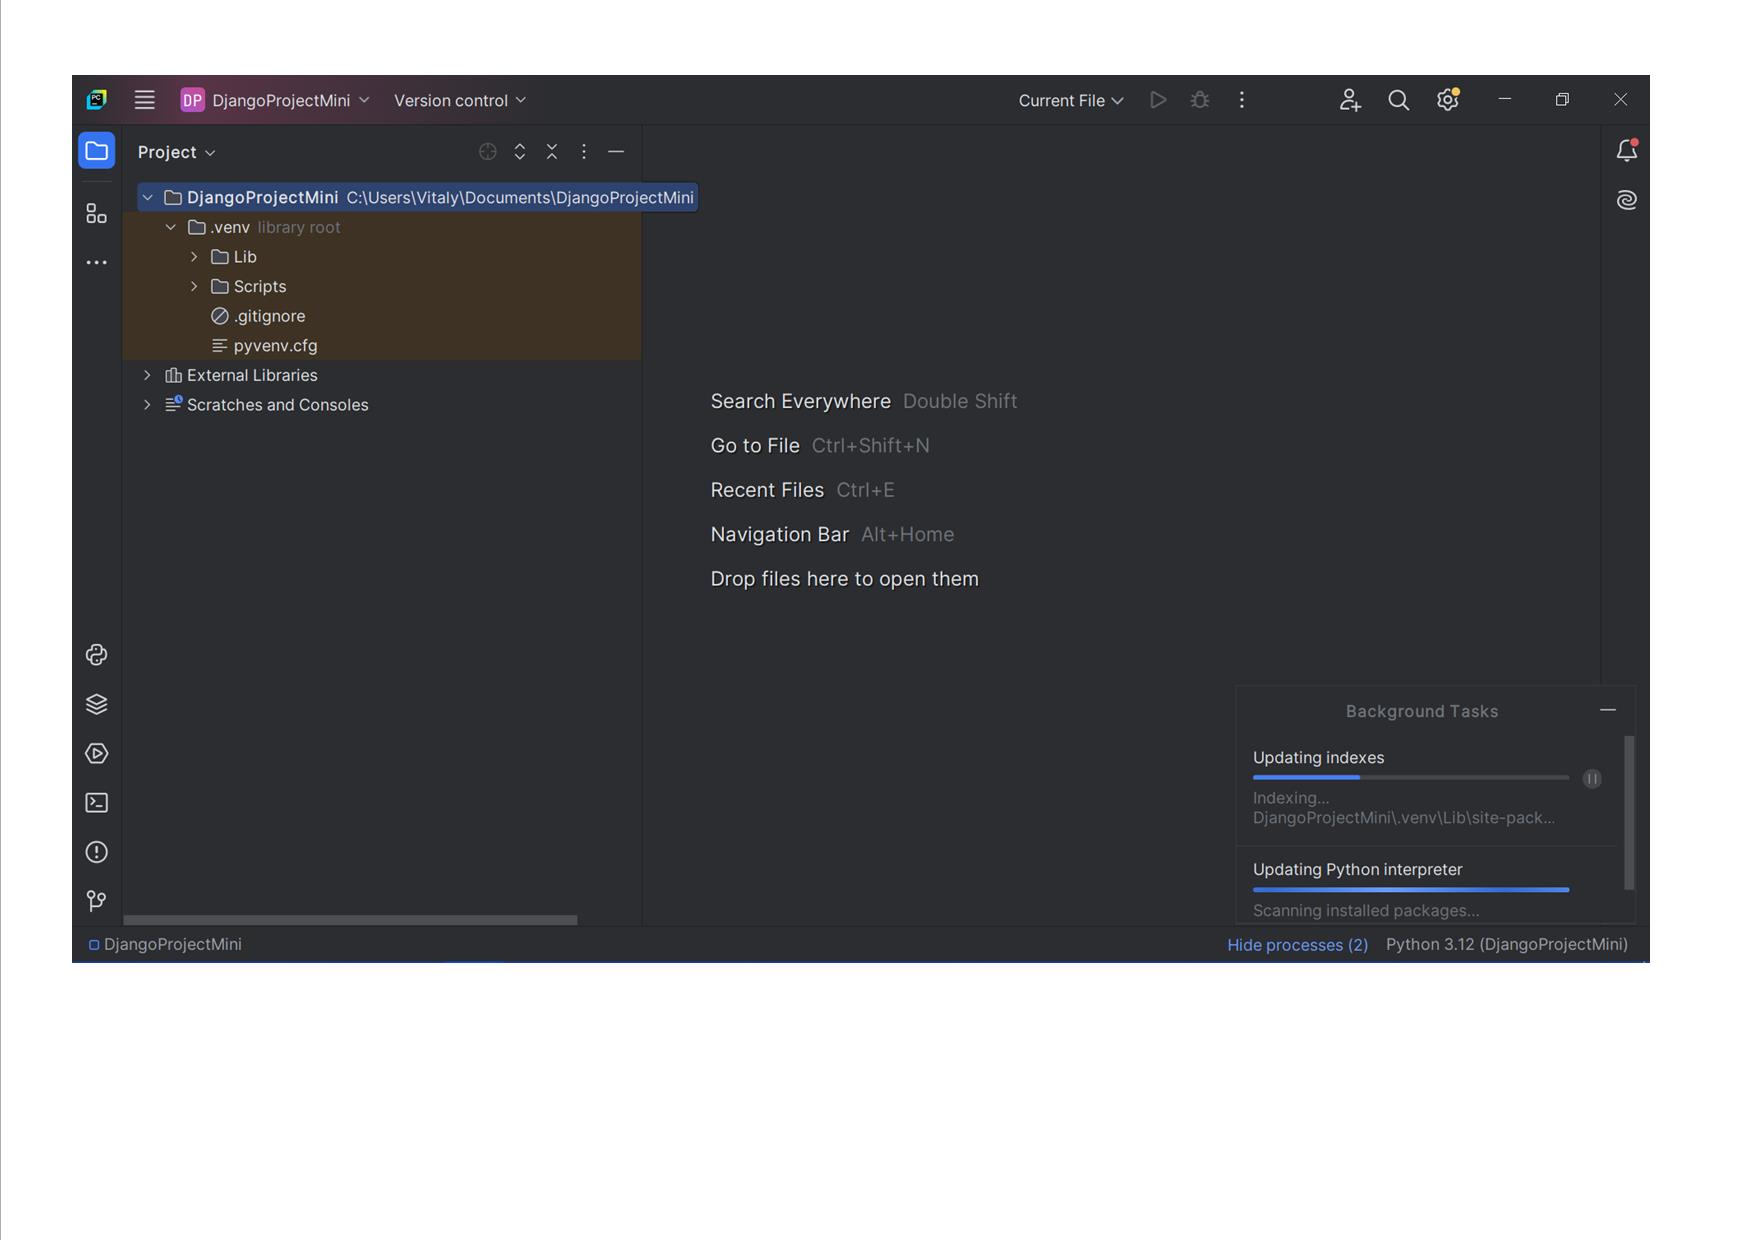 PC
DP DjangoProjectMini Version control Current File
Project
DjangoProjectMini C:\Users\Vitaly\Documents\DjangoProjectMini
.venv library root
Lib
Scripts
.gitignore
pyvenv.cfg
External Libraries
Scratches and Consoles
Search Everywhere Double Shift
Go to File Ctrl+Shift+N
Recent Files Ctrl+E
Navigation Bar Alt+Home
Drop files here to open them
Background Tasks
Updating indexes
Indexing...
DjangoProjectMini\.venv\Lib\site-pack...
Updating Python interpreter
Scanning installed packages...
DjangoProjectMini Hide processes (2) Python 3.12 (DjangoProjectMini)